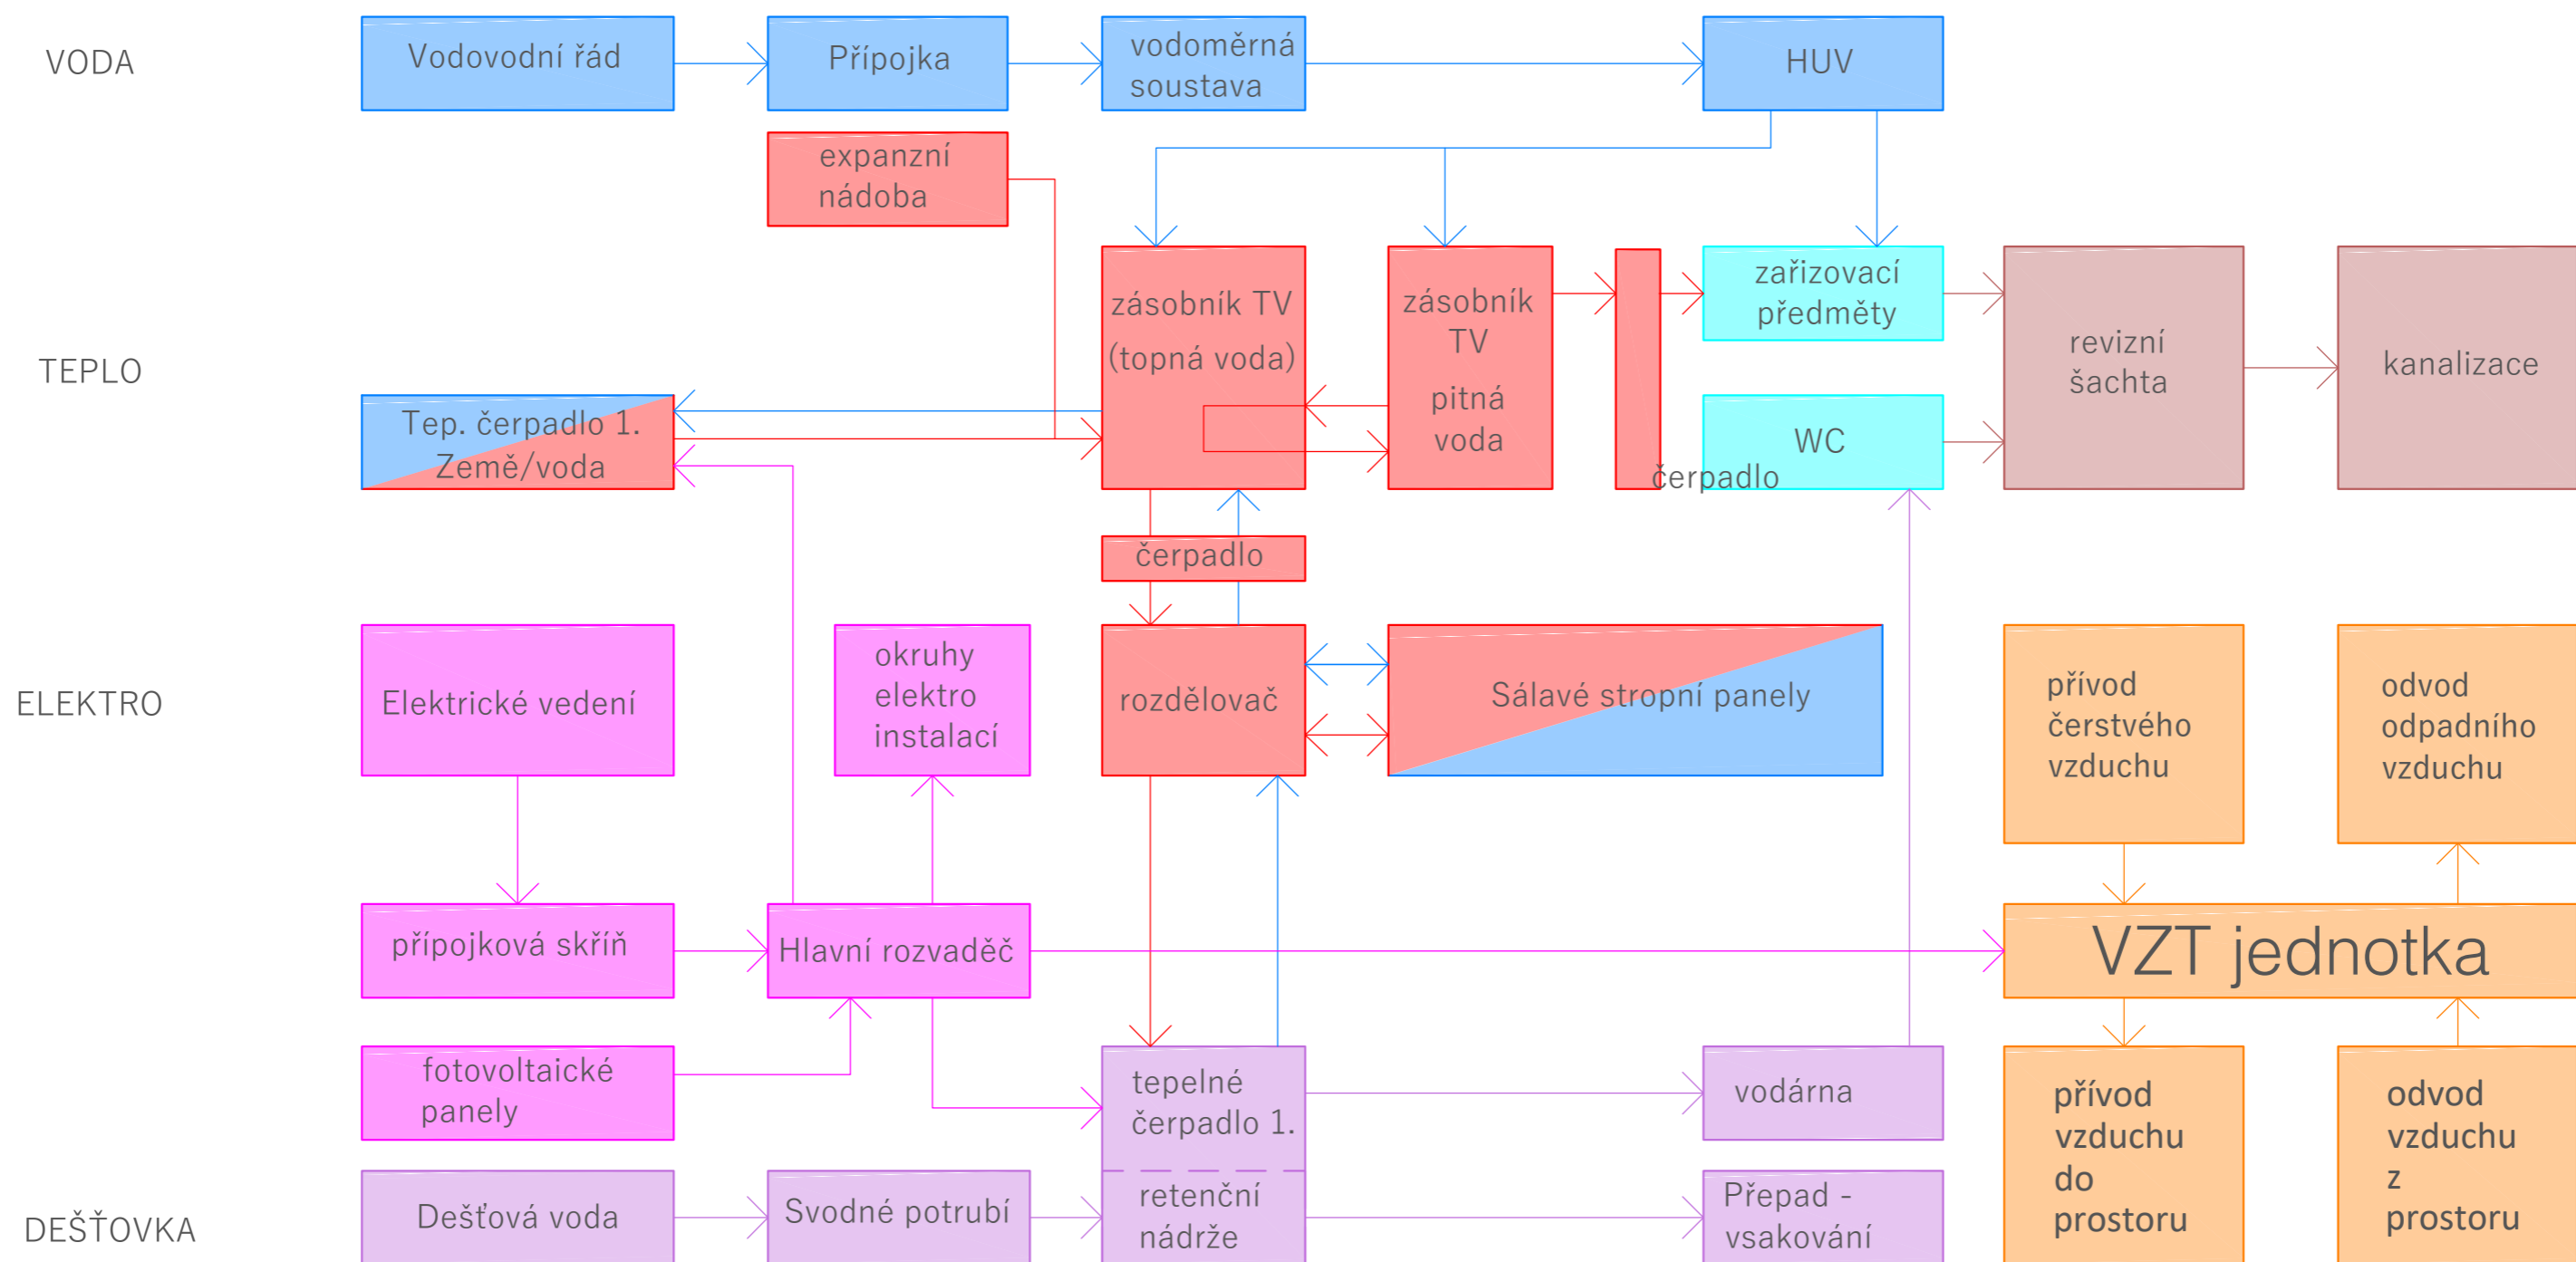 VODA
Vodovodní řád
Přípojka
vodoměrná
soustava
HUV
expanzní
nádoba
TEPLO
Tep. čerpadlo 1.
Země/voda
zásobník TV
(topná voda)
zásobník
TV
pitná
voda
čerpadlo
zařizovací
předměty
WC
revizní
šachta
kanalizace
čerpadlo
ELEKTRO
Elektrické vedení
okruhy
elektro
instalací
rozdělovač
Sálavé stropní panely
přívod
čerstvého
vzduchu
odvod
odpadního
vzduchu
přípojková skříň
Hlavní rozvaděč
VZT jednotka
fotovoltaické
panely
tepelné
čerpadlo 1.
vodárna
přívod
vzduchu
do
prostoru
odvod
vzduchu
z
prostoru
DEŠŤOVKA
Dešťová voda
Svodné potrubí
retenční
nádrže
Přepad -
vsakování